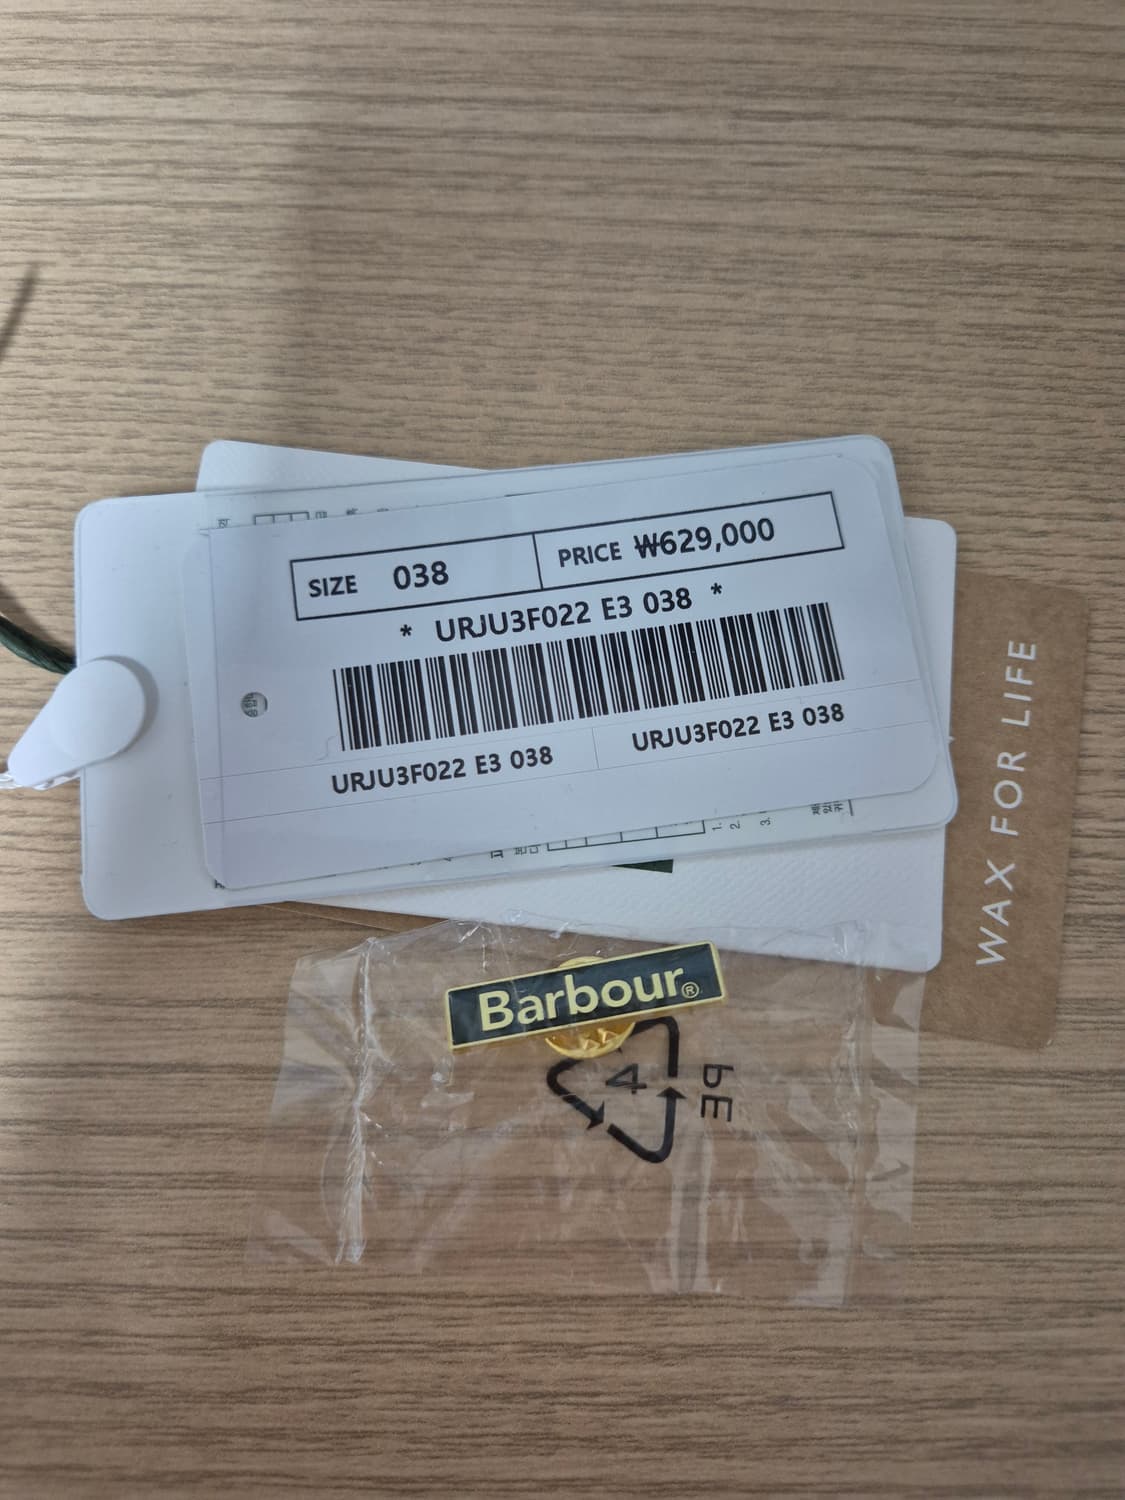 SIZE 038 PRICE ₩629,000
* URJU3F022 E3 038 *
URJU3F022 E3 038 URJU3F022 E3 038
WAX FOR LIFE
Barbour®
4
PE